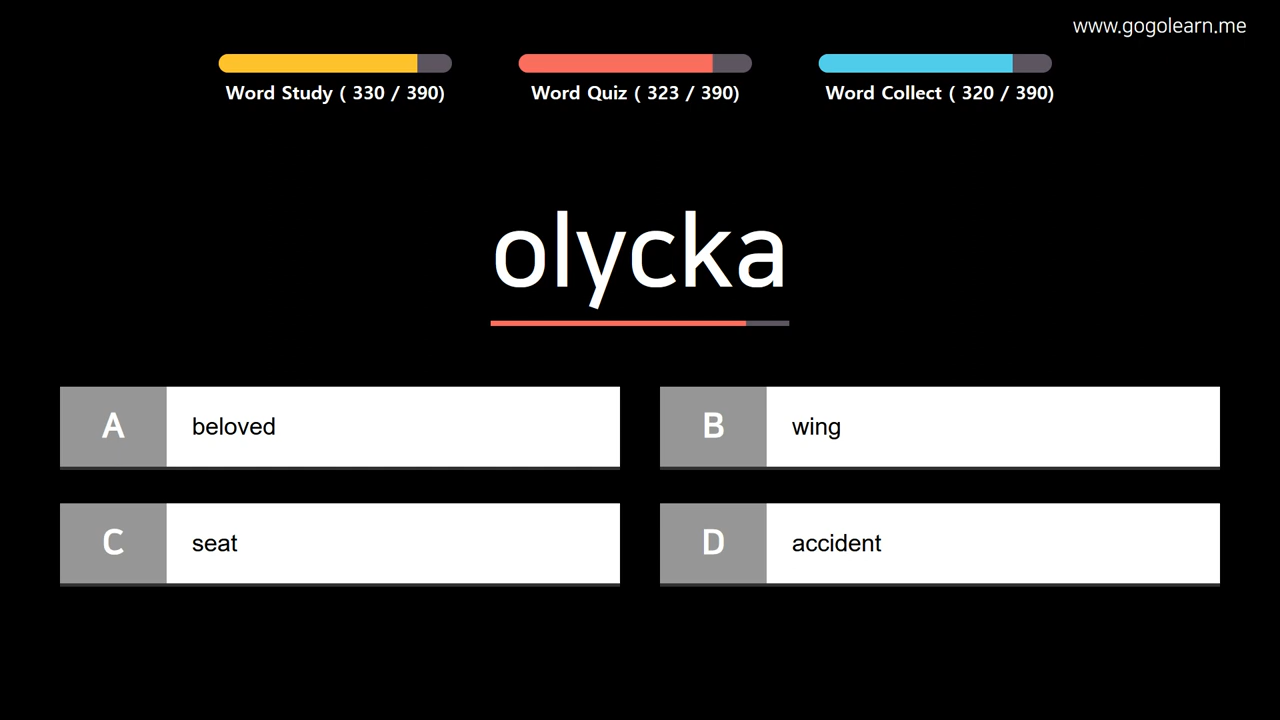 www.gogolearn.me
Word Study ( 330 / 390)
Word Quiz ( 323 / 390)
Word Collect ( 320 / 390)
olycka
A beloved
B wing
C seat
D accident